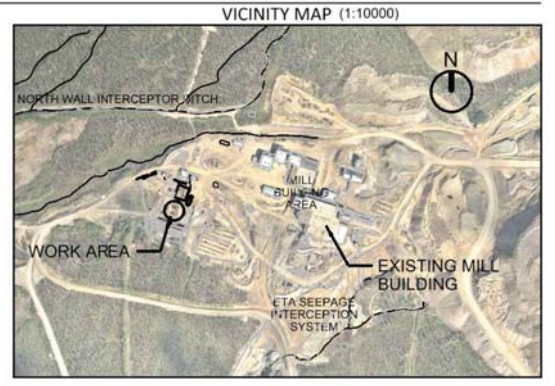 VICINITY MAP (1:10000)
N
NORTH WALL INTERCEPTOR DITCH
MILL
BUILDING
AREA
WORK AREA
EXISTING MILL
BUILDING
ETA SEEPAGE
INTERCEPTION
SYSTEM